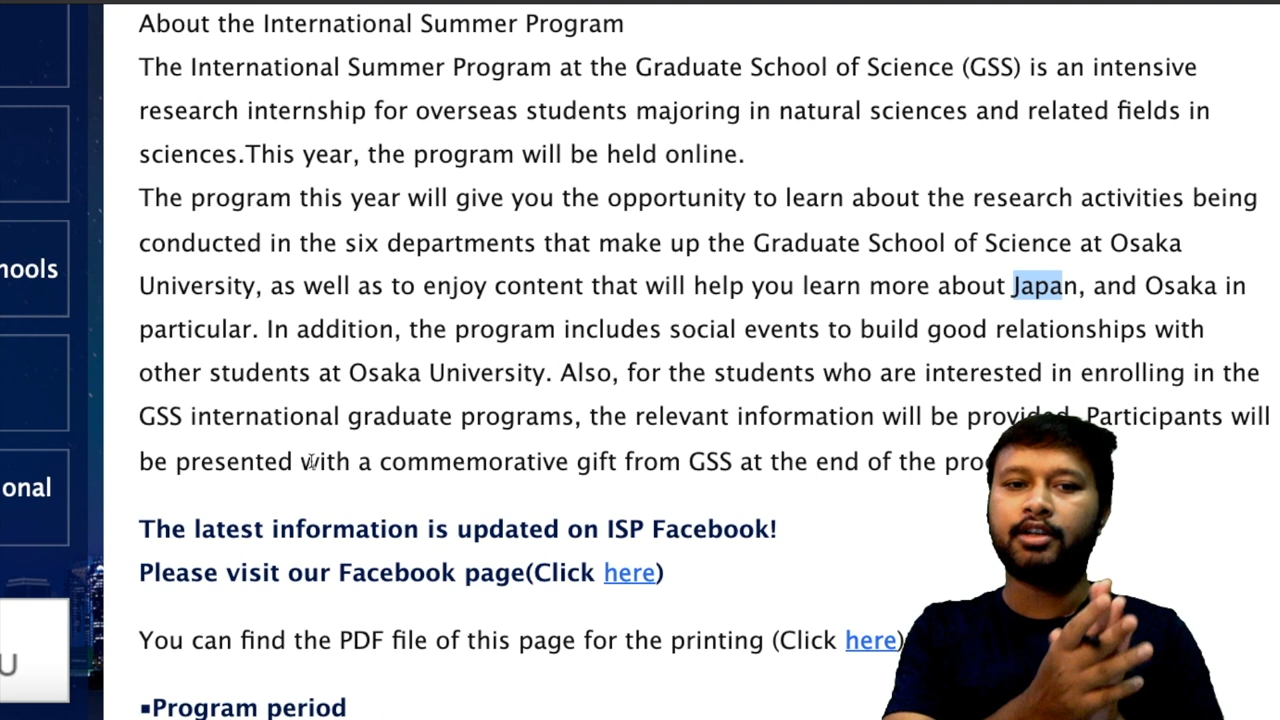 About the International Summer Program
The International Summer Program at the Graduate School of Science (GSS) is an intensive
research internship for overseas students majoring in natural sciences and related fields in
sciences.This year, the program will be held online.
The program this year will give you the opportunity to learn about the research activities being
conducted in the six departments that make up the Graduate School of Science at Osaka
hools
University, as well as to enjoy content that will help you learn more about Japan, and Osaka in
particular. In addition, the program includes social events to build good relationships with
other students at Osaka University. Also, for the students who are interested in enrolling in the
GSS international graduate programs, the relevant information will be provided. Participants will
be presented with a commemorative gift from GSS at the end of the pro
onal
The latest information is updated on ISP Facebook!
Please visit our Facebook page(Click here)
You can find the PDF file of this page for the printing (Click here)
U
▪Program period